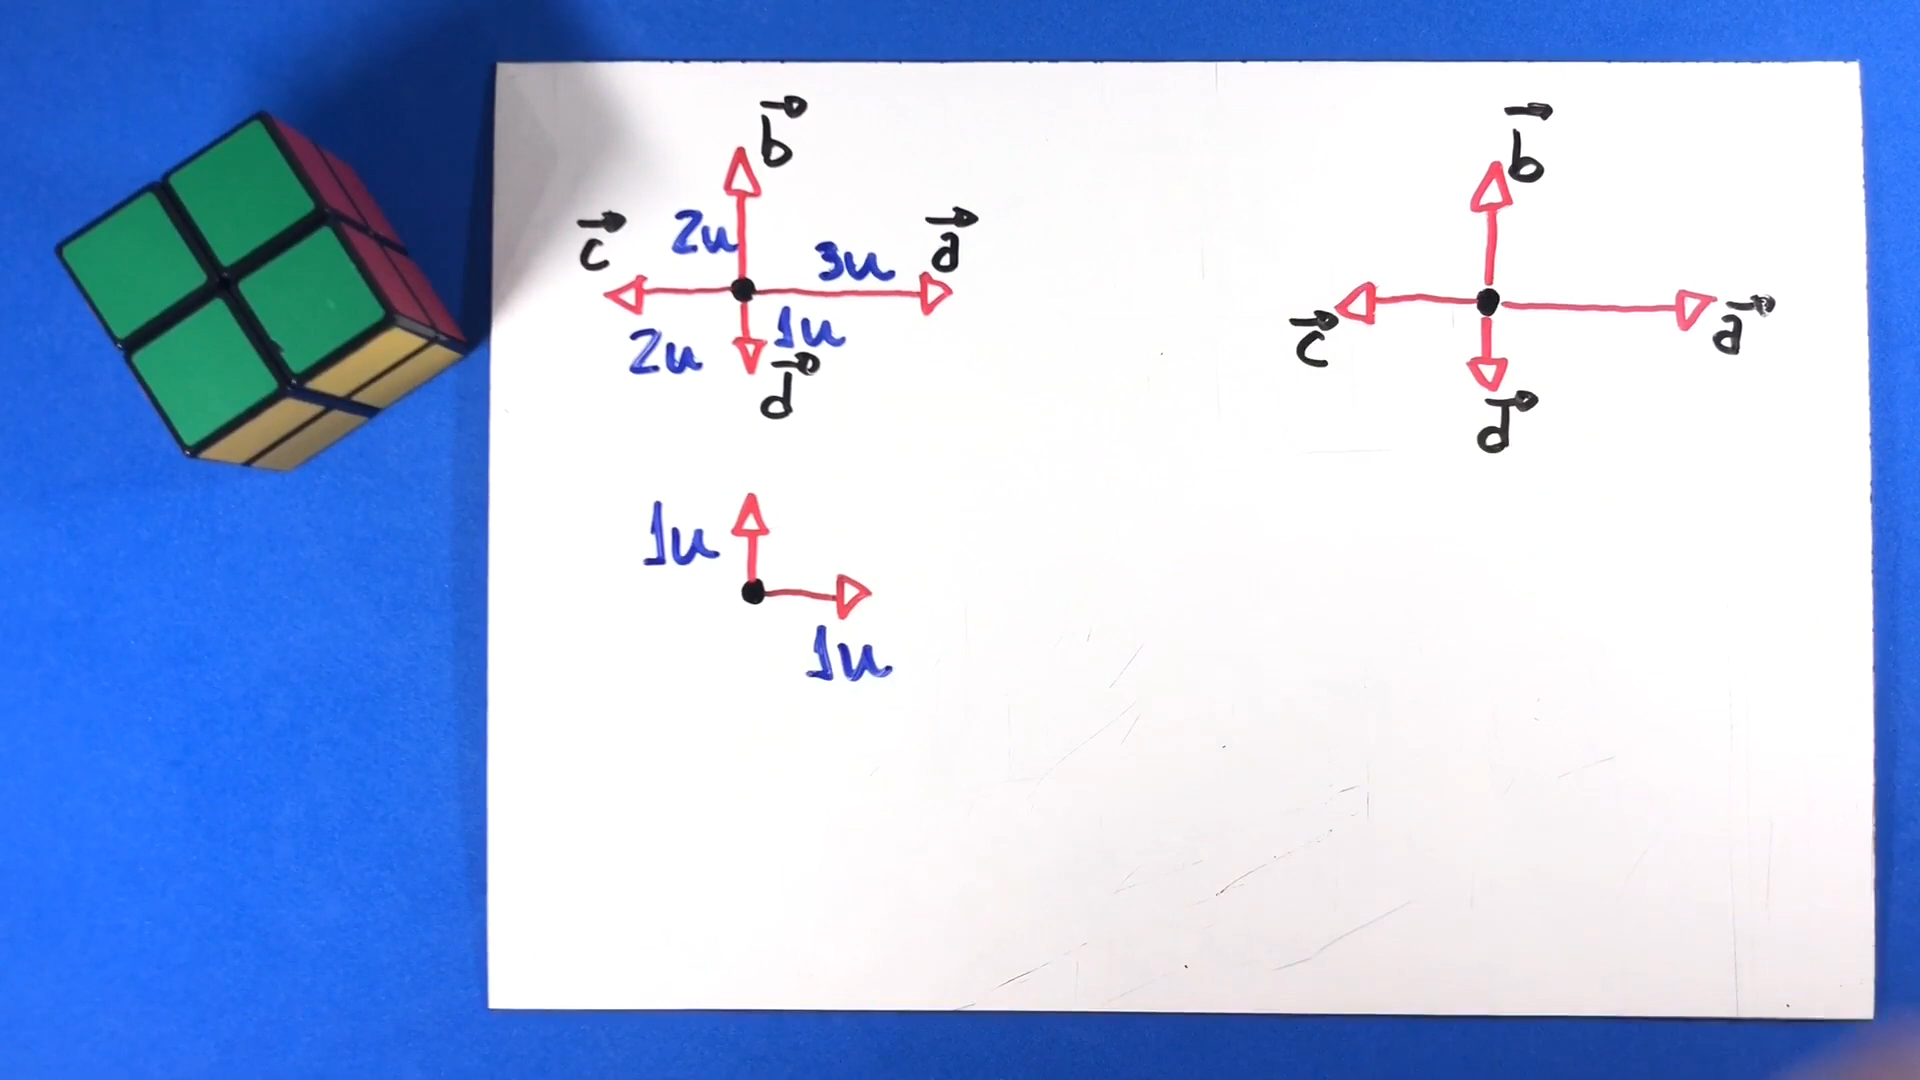 b⃗
c⃗ 2u 3u a⃗
2u 1u
d⃗
1u
1u
b⃗
c⃗ a⃗
d⃗